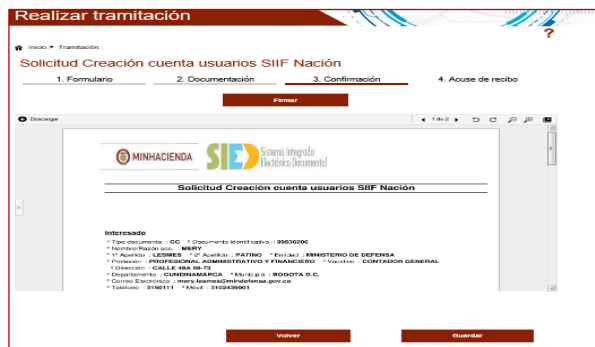 Realizar tramitación
?
Inicio > Tramitación
Solicitud Creación cuenta usuarios SIIF Nación
1. Formulario 2. Documentación 3. Confirmación 4. Acuse de recibo
Firmar
Descargar 1 de 2
MINHACIENDA SIED Sistema Integrado Electrónico Documental
Solicitud Creación cuenta usuarios SIIF Nación
Interesado
* Tipo documento : CC * Documento identificativo : 39636206
* Nombre/Razón soc. : MERY
* 1º Apellido : LESMES * 2º Apellido : PATINO * Entidad : MINISTERIO DE DEFENSA
* Profesión : PROFESIONAL ADMINISTRATIVO Y FINANCIERO * Vocativo : CONTADOR GENERAL
* Dirección : CALLE 49A 68-73
* Departamento : CUNDINAMARCA * Municipio : BOGOTA D.C.
* Correo Electrónico : mery.lesmes@mindefensa.gov.co
* Teléfono : 3150111 * Móvil : 3102439901
Volver Guardar